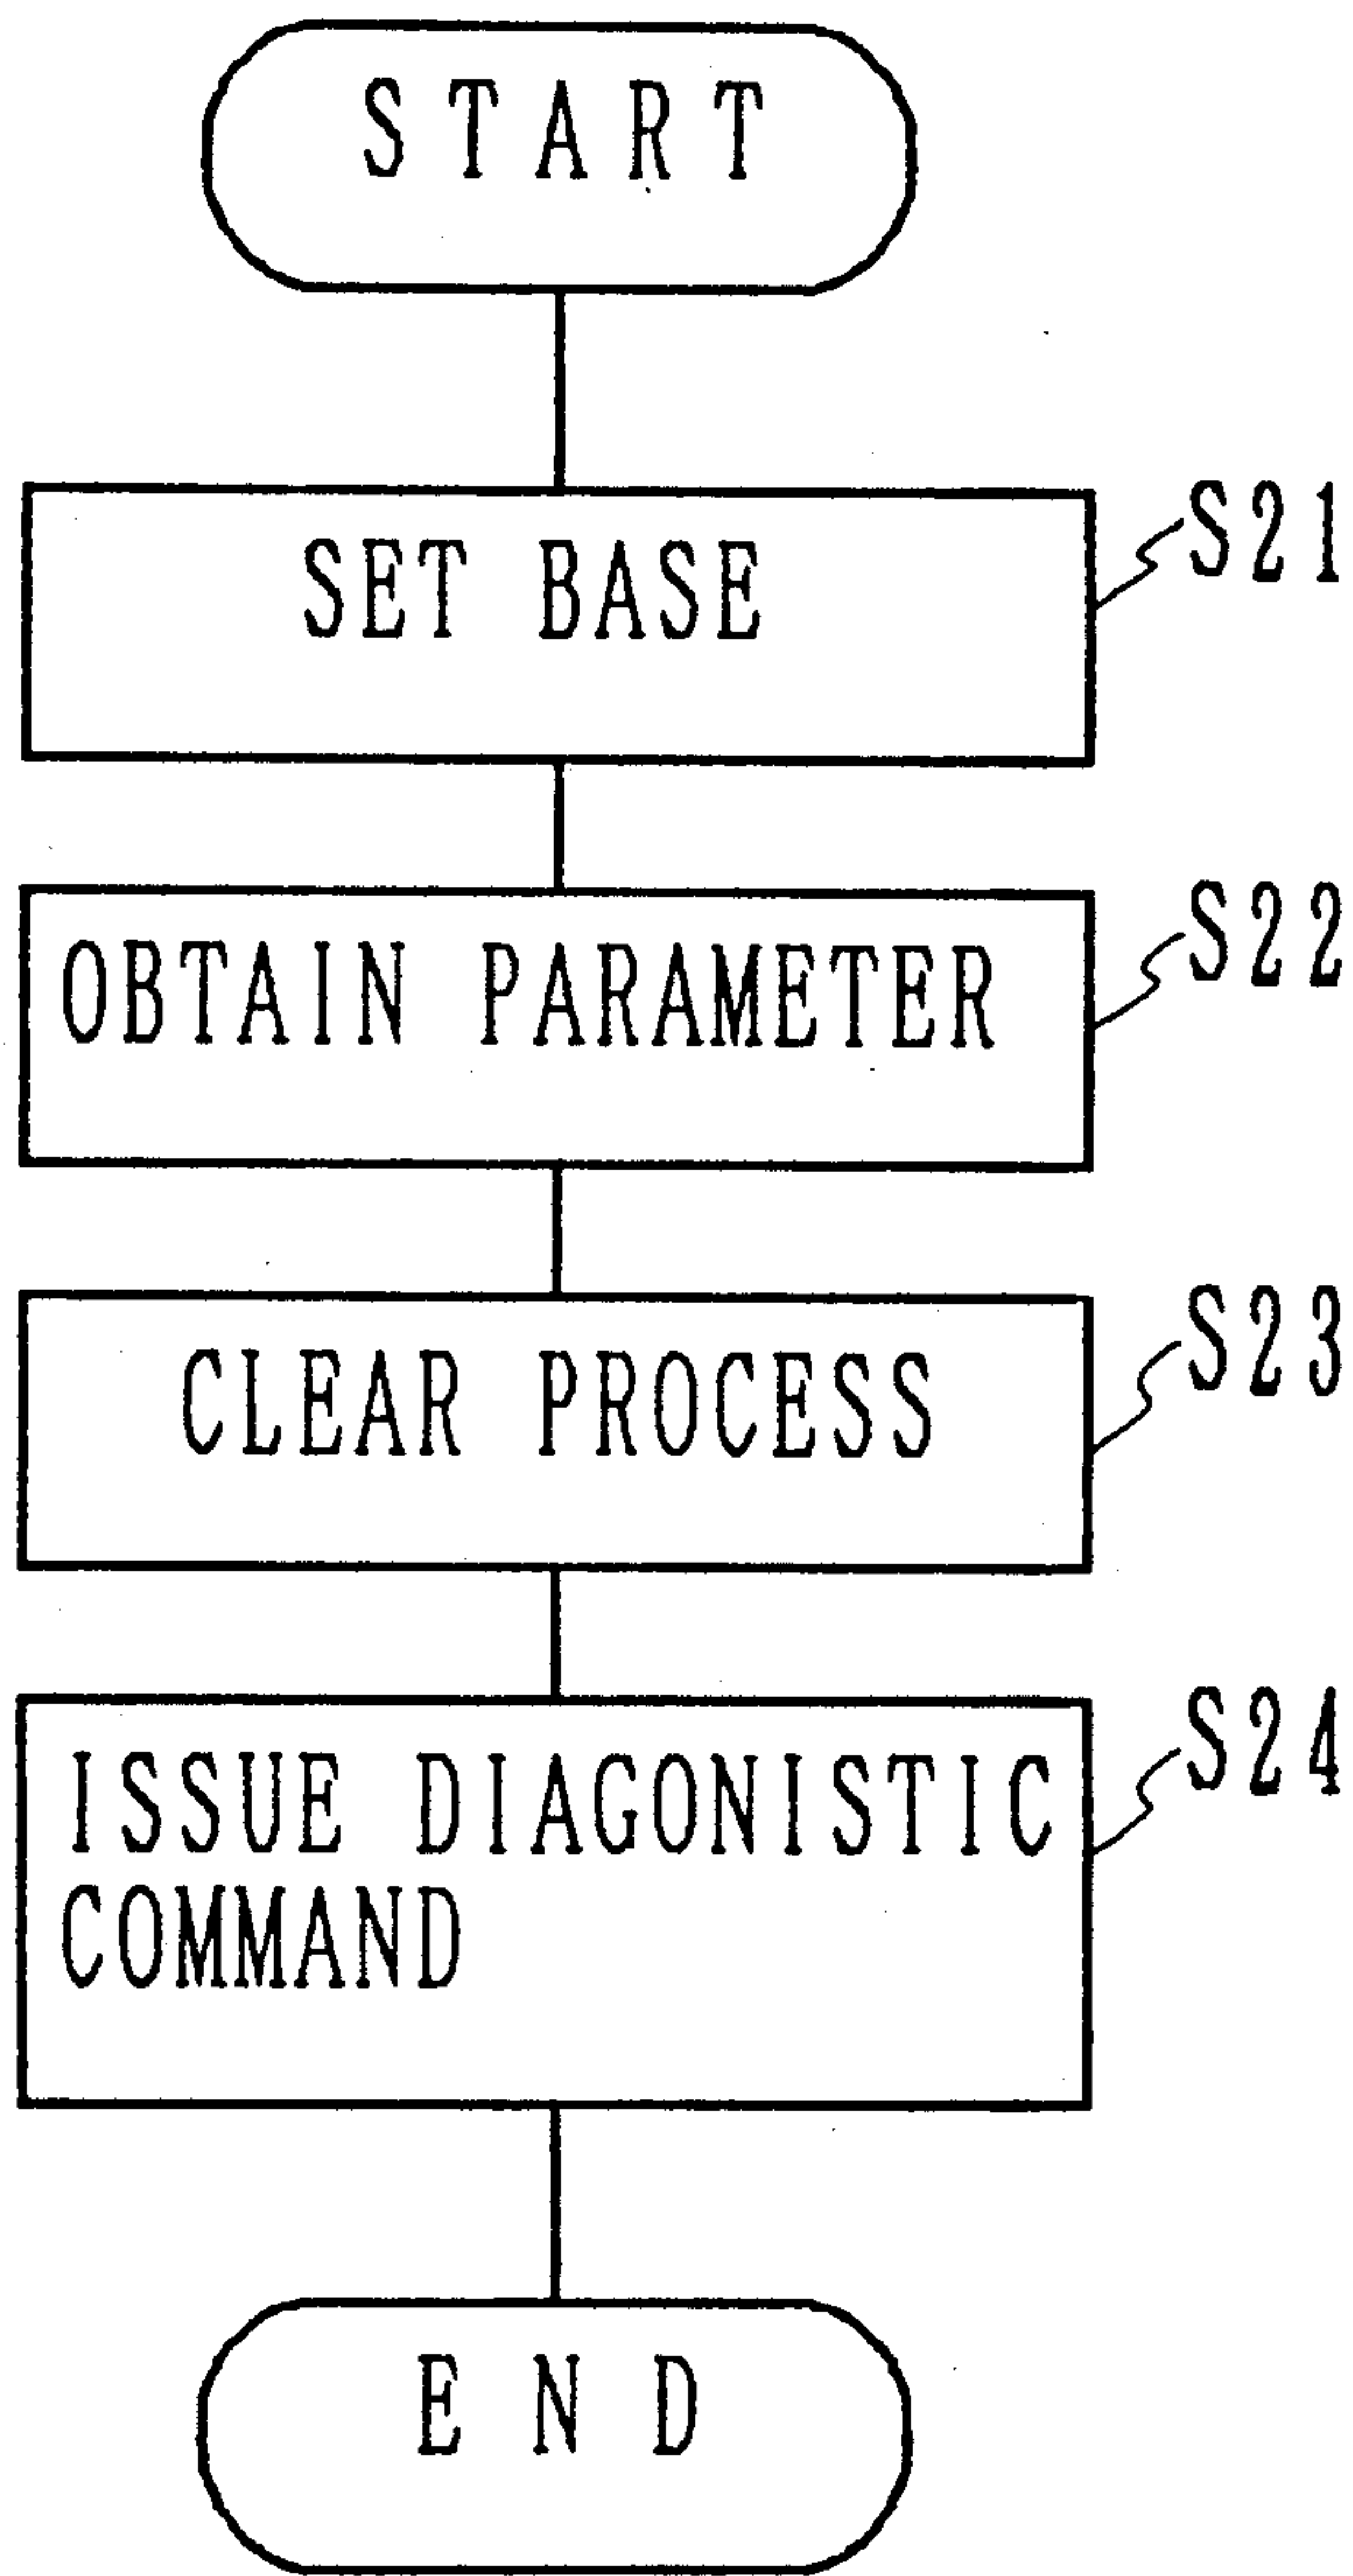 START
SET BASE
S21
OBTAIN PARAMETER
S22
CLEAR PROCESS
S23
ISSUE DIAGONISTIC
COMMAND
S24
END